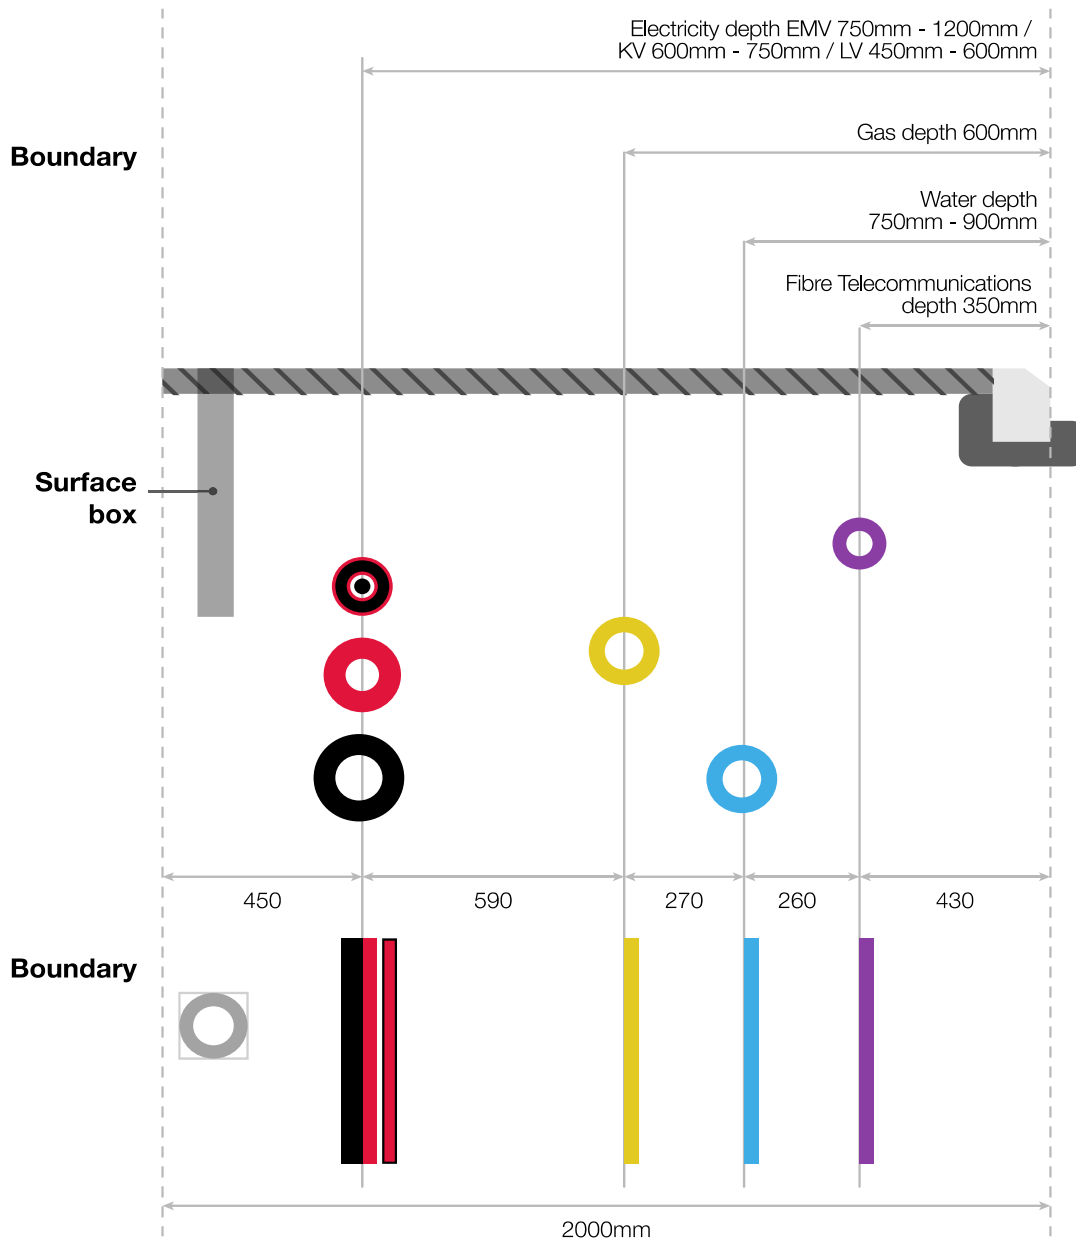 Electricity depth EMV 750mm - 1200mm /
KV 600mm - 750mm / LV 450mm - 600mm
Boundary
Gas depth 600mm
Water depth
750mm - 900mm
Fibre Telecommunications
depth 350mm
Surface
box
450
590
270
260
430
Boundary
2000mm